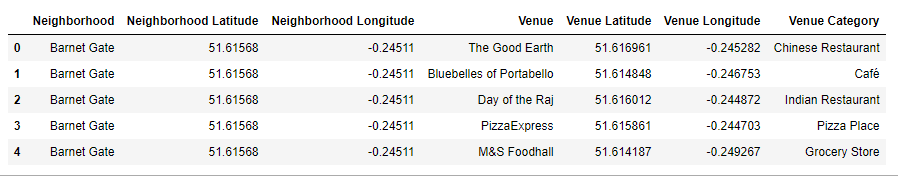 Neighborhood Neighborhood Latitude Neighborhood Longitude Venue Venue Latitude Venue Longitude Venue Category
0 Barnet Gate 51.61568 -0.24511 The Good Earth 51.616961 -0.245282 Chinese Restaurant
1 Barnet Gate 51.61568 -0.24511 Bluebelles of Portabello 51.614848 -0.246753 Café
2 Barnet Gate 51.61568 -0.24511 Day of the Raj 51.616012 -0.244872 Indian Restaurant
3 Barnet Gate 51.61568 -0.24511 PizzaExpress 51.615861 -0.244703 Pizza Place
4 Barnet Gate 51.61568 -0.24511 M&S Foodhall 51.614187 -0.249267 Grocery Store